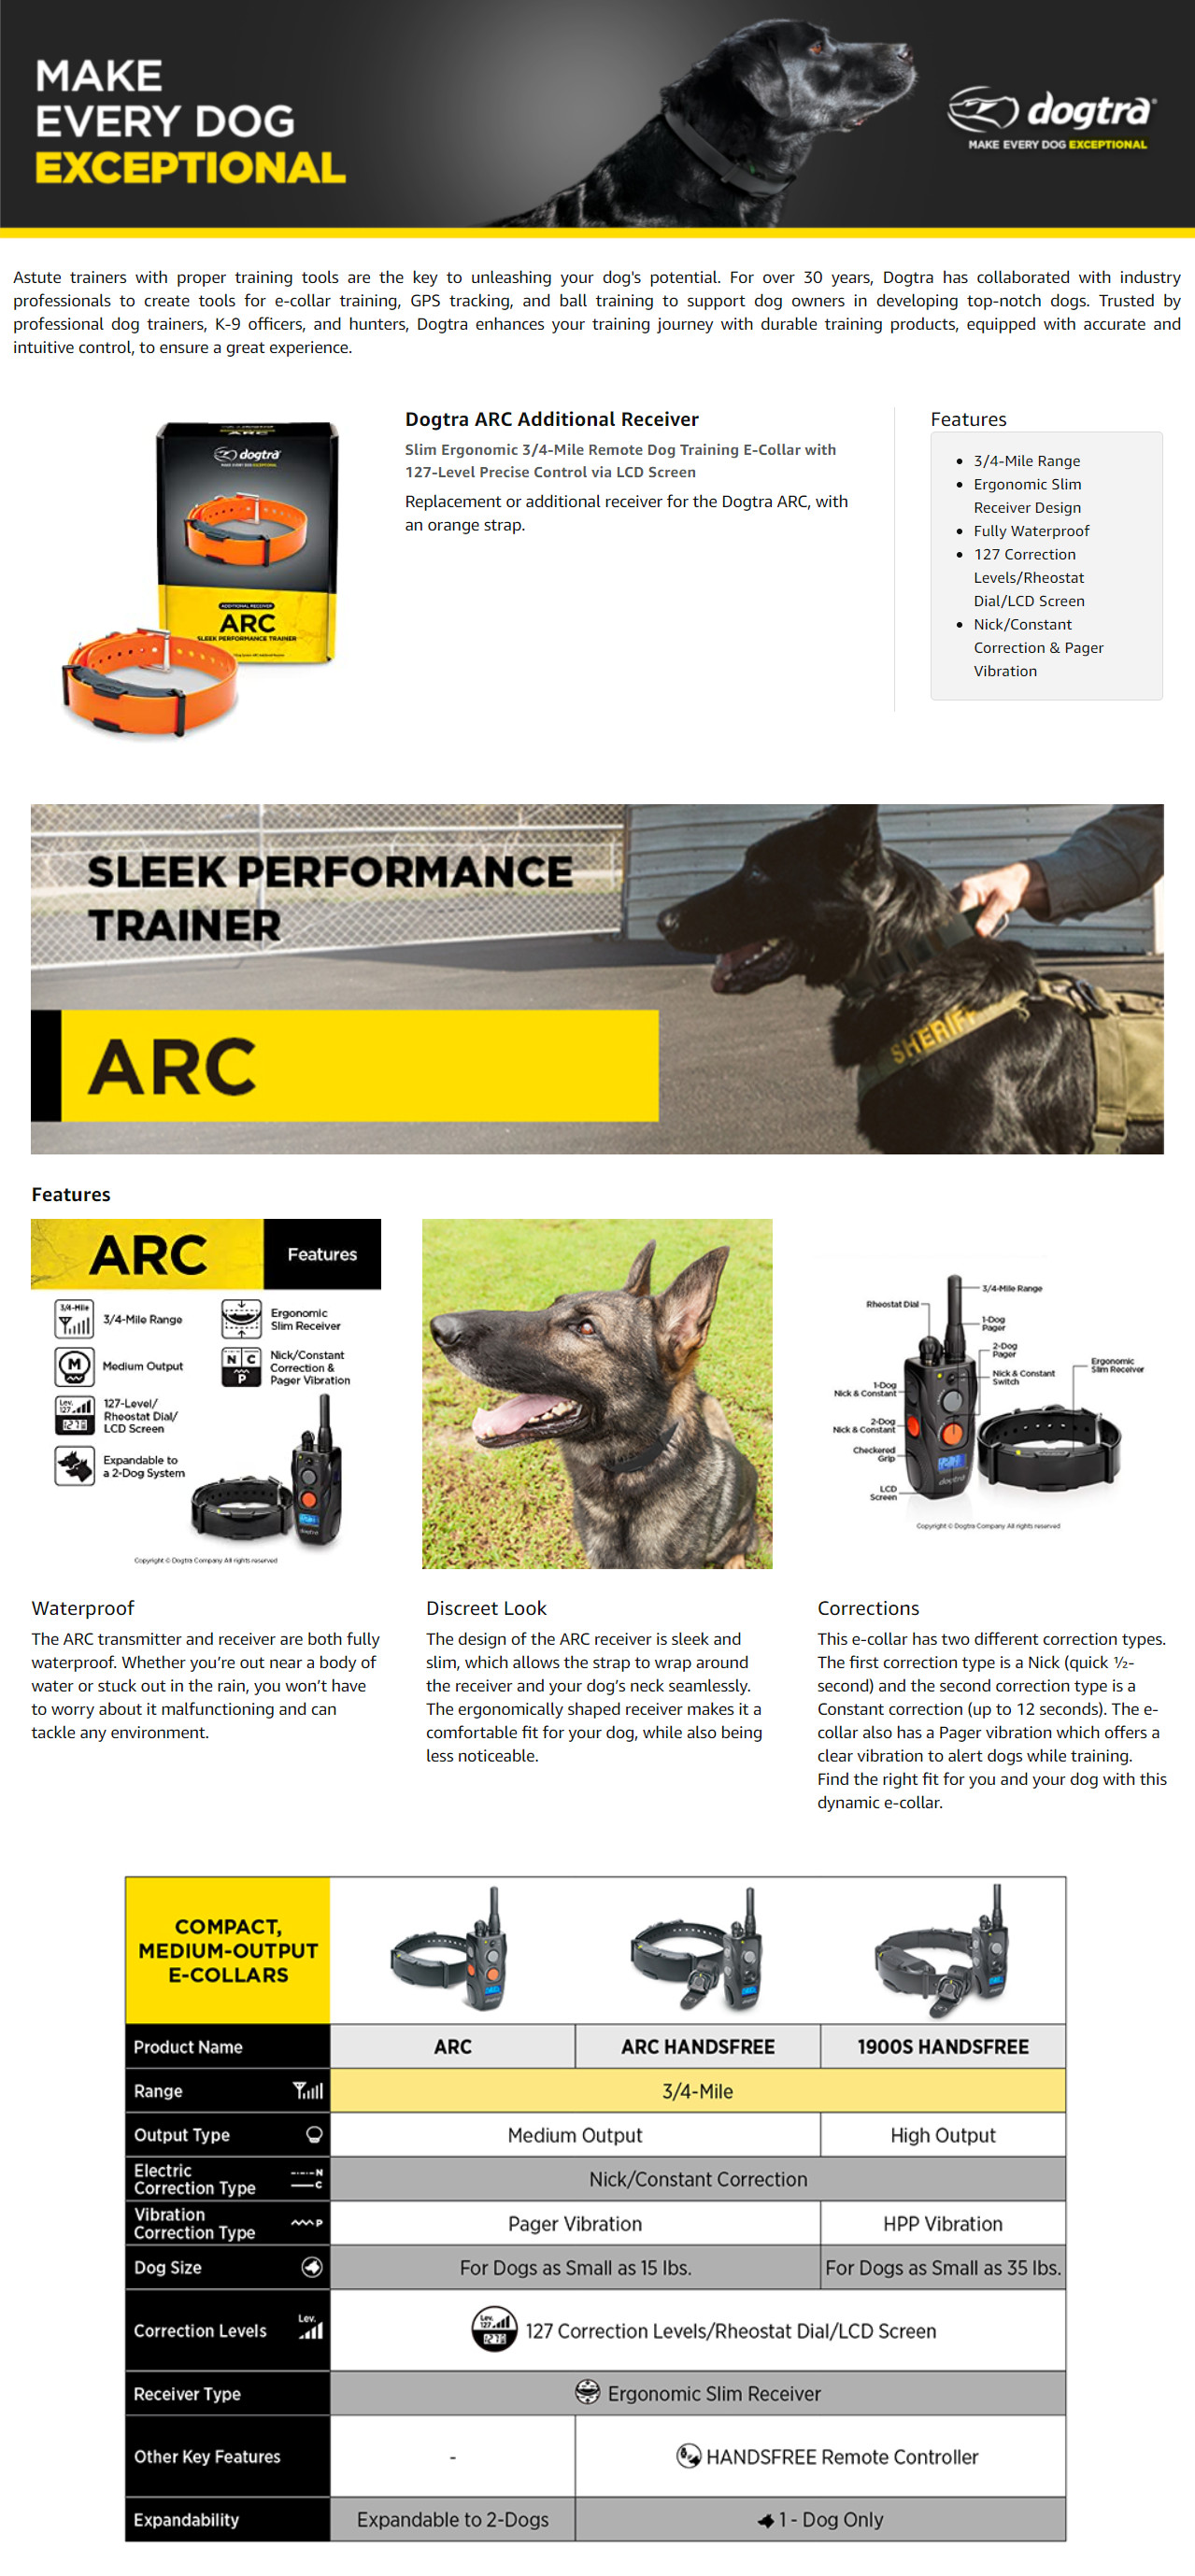 MAKE
EVERY DOG
EXCEPTIONAL
dogtra
MAKE EVERY DOG EXCEPTIONAL
Astute trainers with proper training tools are the key to unleashing your dog's potential. For over 30 years, Dogtra has collaborated with industry
professionals to create tools for e-collar training, GPS tracking, and ball training to support dog owners in developing top-notch dogs. Trusted by
professional dog trainers, K-9 officers, and hunters, Dogtra enhances your training journey with durable training products, equipped with accurate and
intuitive control, to ensure a great experience.
dogtra
MAKE EVERY DOG EXCEPTIONAL
ADDITIONAL RECEIVER
ARC
SLEEK PERFORMANCE TRAINER
Dogtra ARC Additional Receiver
Slim Ergonomic 3/4-Mile Remote Dog Training E-Collar with
127-Level Precise Control via LCD Screen
Replacement or additional receiver for the Dogtra ARC, with
an orange strap.
Features
3/4-Mile Range
Ergonomic Slim
Receiver Design
Fully Waterproof
127 Correction
Levels/Rheostat
Dial/LCD Screen
Nick/Constant
Correction & Pager
Vibration
SLEEK PERFORMANCE
TRAINER
ARC
SHERIFF
Features
ARC
Features
3/4-Mile
3/4-Mile Range
Ergonomic
Slim Receiver
M
Medium Output
N C
P
Nick/Constant
Correction &
Pager Vibration
Lev.
127
127-Level/
Rheostat Dial/
LCD Screen
Expandable to
a 2-Dog System
Copyright © Dogtra Company All rights reserved
Rheostat Dial
3/4-Mile Range
1-Dog
Pager
2-Dog
Pager
Nick & Constant
Switch
Ergonomic
Slim Receiver
1-Dog
Nick & Constant
2-Dog
Nick & Constant
Checkered
Grip
LCD
Screen
dogtra
Copyright © Dogtra Company All rights reserved
Waterproof
The ARC transmitter and receiver are both fully
waterproof. Whether you’re out near a body of
water or stuck out in the rain, you won’t have
to worry about it malfunctioning and can
tackle any environment.
Discreet Look
The design of the ARC receiver is sleek and
slim, which allows the strap to wrap around
the receiver and your dog’s neck seamlessly.
The ergonomically shaped receiver makes it a
comfortable fit for your dog, while also being
less noticeable.
Corrections
This e-collar has two different correction types.
The first correction type is a Nick (quick ½-
second) and the second correction type is a
Constant correction (up to 12 seconds). The e-
collar also has a Pager vibration which offers a
clear vibration to alert dogs while training.
Find the right fit for you and your dog with this
dynamic e-collar.
COMPACT,
MEDIUM-OUTPUT
E-COLLARS
Product Name
ARC
ARC HANDSFREE
1900S HANDSFREE
Range
3/4-Mile
Output Type
Medium Output
High Output
Electric
Correction Type
N
C
Nick/Constant Correction
Vibration
Correction Type
P
Pager Vibration
HPP Vibration
Dog Size
For Dogs as Small as 15 lbs.
For Dogs as Small as 35 lbs.
Correction Levels
Lev.
Lev.
127
127 Correction Levels/Rheostat Dial/LCD Screen
Receiver Type
Ergonomic Slim Receiver
Other Key Features
-
HANDSFREE Remote Controller
Expandability
Expandable to 2-Dogs
1 - Dog Only